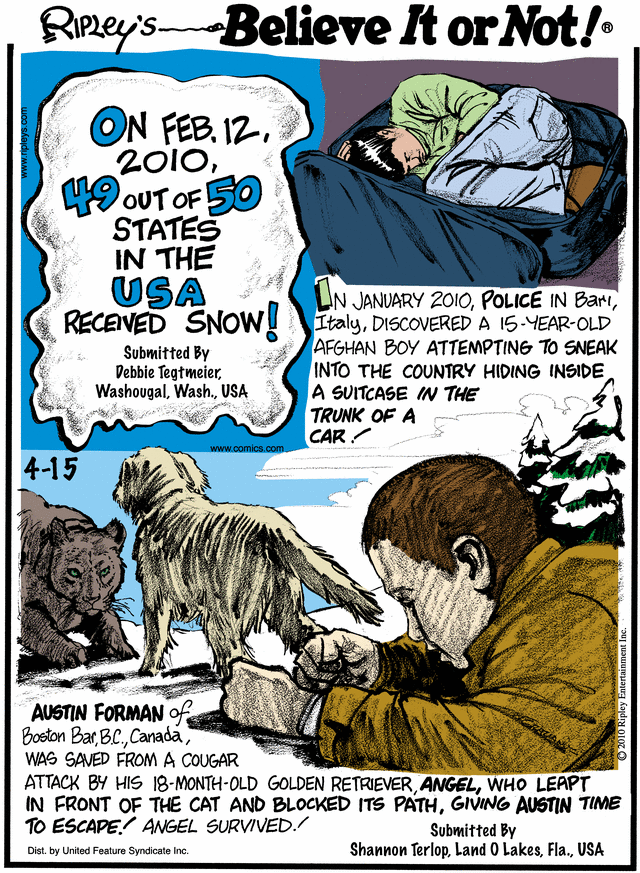 RIPLEY'S Believe It or Not!®
www.ripleys.com
ON FEB. 12,
2010,
49 OUT OF 50
STATES
IN THE
USA
RECEIVED SNOW!
Submitted By
Debbie Tegtmeier,
Washougal, Wash., USA
IN JANUARY 2010, POLICE IN Bari,
Italy, DISCOVERED A 15-YEAR-OLD
AFGHAN BOY ATTEMPTING TO SNEAK
INTO THE COUNTRY HIDING INSIDE
A SUITCASE IN THE
TRUNK OF A
CAR!
www.comics.com
4-15
AUSTIN FORMAN of
Boston Bar, B.C., Canada,
WAS SAVED FROM A COUGAR
ATTACK BY HIS 18-MONTH-OLD GOLDEN RETRIEVER, ANGEL, WHO LEAPT
IN FRONT OF THE CAT AND BLOCKED ITS PATH, GIVING AUSTIN TIME
TO ESCAPE! ANGEL SURVIVED!
Submitted By
Shannon Terlop, Land O Lakes, Fla., USA
Dist. by United Feature Syndicate Inc.
© 2010 Ripley Entertainment Inc.